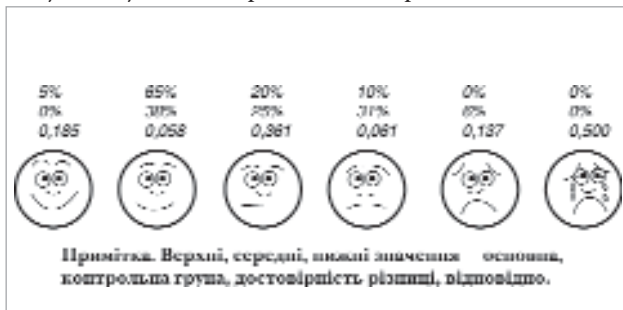 5% 65% 20% 10% 0% 0%
0% 38% 25% 31% 6% 0%
0,185 0,058 0,361 0,061 0,137 0,500
Примітка. Верхні, середні, нижні значення основна,
контрольна група, достовірність різниці, відповідно.